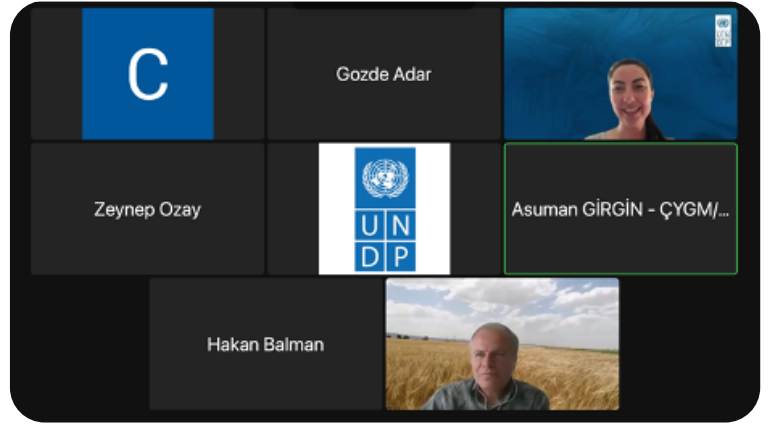 C
Gozde Adar
U N
D P
Zeynep Ozay
U N
D P
Asuman GİRGİN - ÇYGM/...
Hakan Balman